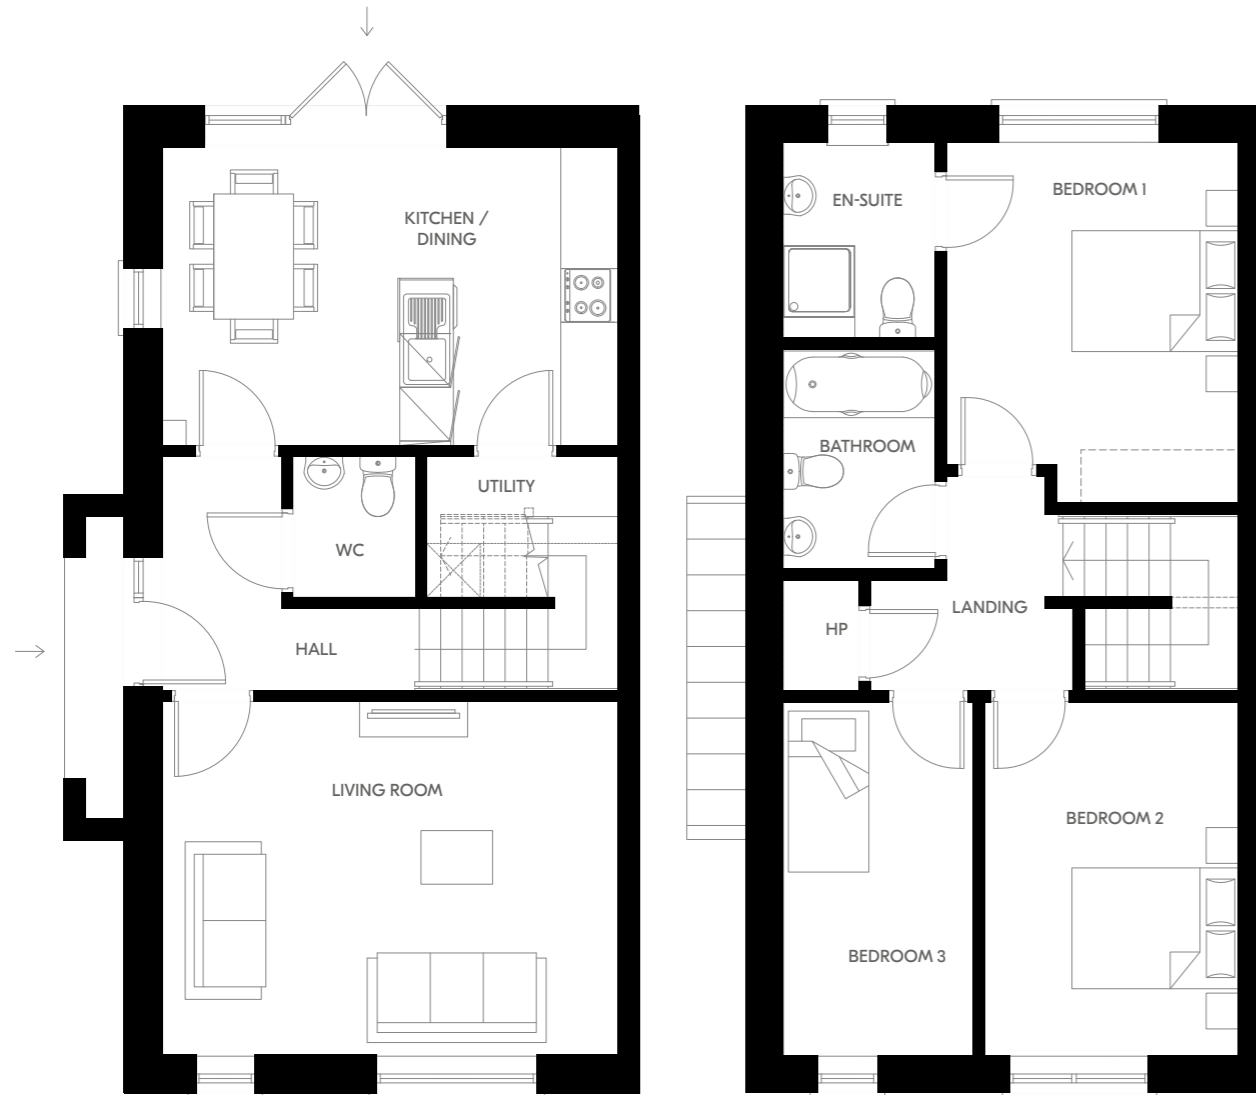 KITCHEN /
DINING
UTILITY
WC
HALL
LIVING ROOM
EN-SUITE
BEDROOM 1
BATHROOM
LANDING
HP
BEDROOM 2
BEDROOM 3